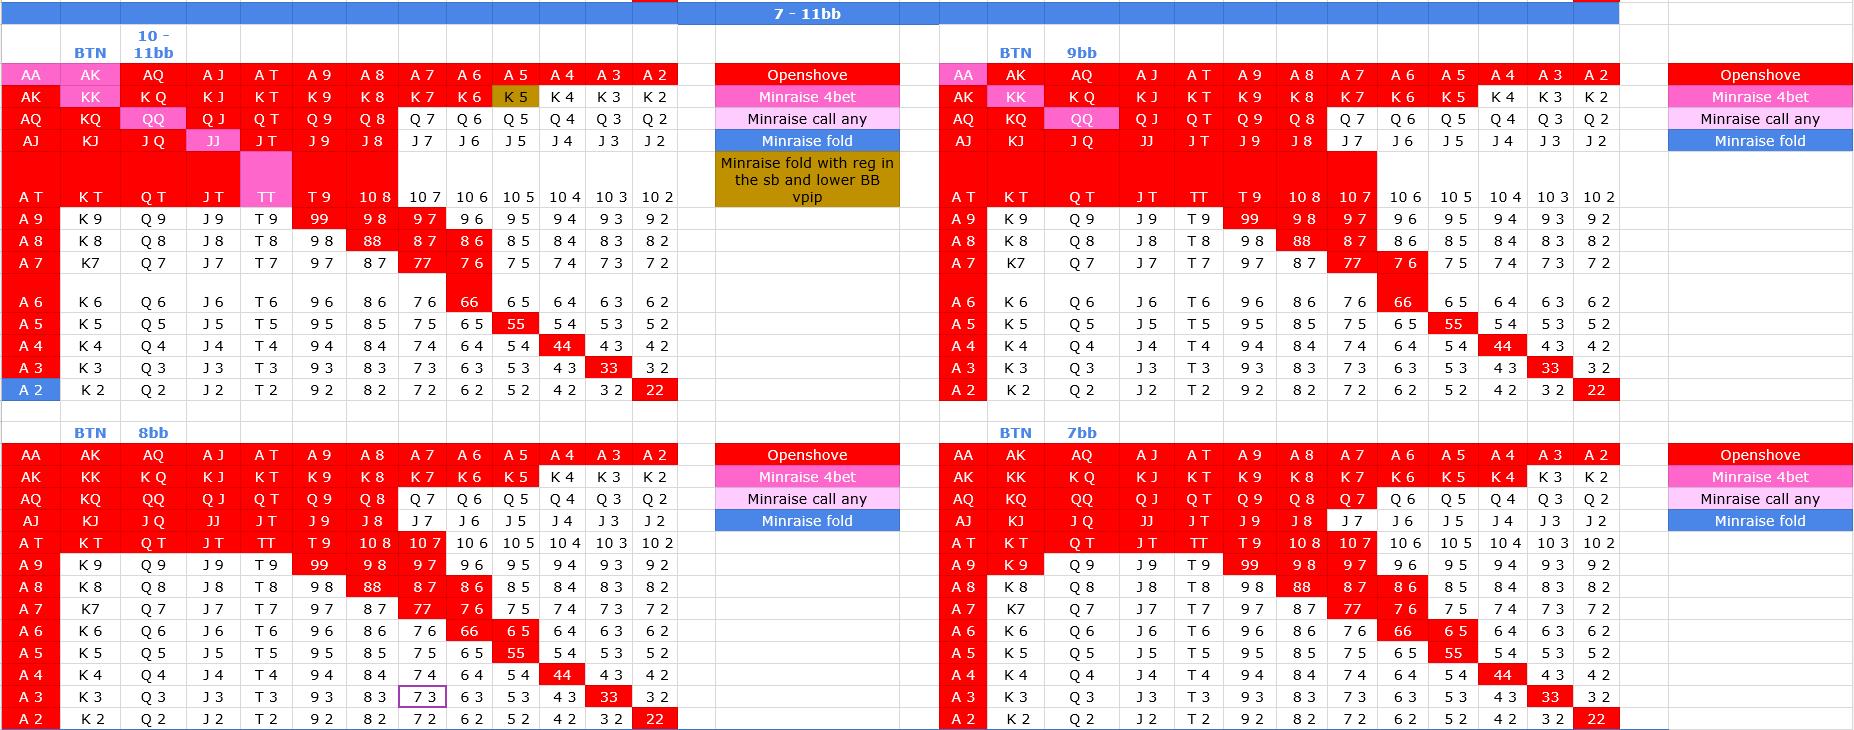 7 - 11bb
10 -
BTN 11bb BTN 9bb
AA AK AQ A J A T A 9 A 8 A 7 A 6 A 5 A 4 A 3 A 2 Openshove AA AK AQ A J A T A 9 A 8 A 7 A 6 A 5 A 4 A 3 A 2 Openshove
AK KK K Q K J K T K 9 K 8 K 7 K 6 K 5 K 4 K 3 K 2 Minraise 4bet AK KK K Q K J K T K 9 K 8 K 7 K 6 K 5 K 4 K 3 K 2 Minraise 4bet
AQ KQ QQ Q J Q T Q 9 Q 8 Q 7 Q 6 Q 5 Q 4 Q 3 Q 2 Minraise call any AQ KQ QQ Q J Q T Q 9 Q 8 Q 7 Q 6 Q 5 Q 4 Q 3 Q 2 Minraise call any
AJ KJ J Q JJ J T J 9 J 8 J 7 J 6 J 5 J 4 J 3 J 2 Minraise fold AJ KJ J Q JJ J T J 9 J 8 J 7 J 6 J 5 J 4 J 3 J 2 Minraise fold
Minraise fold with reg in
the sb and lower BB
A T K T Q T J T TT T 9 10 8 10 7 10 6 10 5 10 4 10 3 10 2 vpip A T K T Q T J T TT T 9 10 8 10 7 10 6 10 5 10 4 10 3 10 2
A 9 K 9 Q 9 J 9 T 9 99 9 8 9 7 9 6 9 5 9 4 9 3 9 2 A 9 K 9 Q 9 J 9 T 9 99 9 8 9 7 9 6 9 5 9 4 9 3 9 2
A 8 K 8 Q 8 J 8 T 8 9 8 88 8 7 8 6 8 5 8 4 8 3 8 2 A 8 K 8 Q 8 J 8 T 8 9 8 88 8 7 8 6 8 5 8 4 8 3 8 2
A 7 K7 Q 7 J 7 T 7 9 7 8 7 77 7 6 7 5 7 4 7 3 7 2 A 7 K7 Q 7 J 7 T 7 9 7 8 7 77 7 6 7 5 7 4 7 3 7 2
A 6 K 6 Q 6 J 6 T 6 9 6 8 6 7 6 66 6 5 6 4 6 3 6 2 A 6 K 6 Q 6 J 6 T 6 9 6 8 6 7 6 66 6 5 6 4 6 3 6 2
A 5 K 5 Q 5 J 5 T 5 9 5 8 5 7 5 6 5 55 5 4 5 3 5 2 A 5 K 5 Q 5 J 5 T 5 9 5 8 5 7 5 6 5 55 5 4 5 3 5 2
A 4 K 4 Q 4 J 4 T 4 9 4 8 4 7 4 6 4 5 4 44 4 3 4 2 A 4 K 4 Q 4 J 4 T 4 9 4 8 4 7 4 6 4 5 4 44 4 3 4 2
A 3 K 3 Q 3 J 3 T 3 9 3 8 3 7 3 6 3 5 3 4 3 33 3 2 A 3 K 3 Q 3 J 3 T 3 9 3 8 3 7 3 6 3 5 3 4 3 33 3 2
A 2 K 2 Q 2 J 2 T 2 9 2 8 2 7 2 6 2 5 2 4 2 3 2 22 A 2 K 2 Q 2 J 2 T 2 9 2 8 2 7 2 6 2 5 2 4 2 3 2 22
BTN 8bb BTN 7bb
AA AK AQ A J A T A 9 A 8 A 7 A 6 A 5 A 4 A 3 A 2 Openshove AA AK AQ A J A T A 9 A 8 A 7 A 6 A 5 A 4 A 3 A 2 Openshove
AK KK K Q K J K T K 9 K 8 K 7 K 6 K 5 K 4 K 3 K 2 Minraise 4bet AK KK K Q K J K T K 9 K 8 K 7 K 6 K 5 K 4 K 3 K 2 Minraise 4bet
AQ KQ QQ Q J Q T Q 9 Q 8 Q 7 Q 6 Q 5 Q 4 Q 3 Q 2 Minraise call any AQ KQ QQ Q J Q T Q 9 Q 8 Q 7 Q 6 Q 5 Q 4 Q 3 Q 2 Minraise call any
AJ KJ J Q JJ J T J 9 J 8 J 7 J 6 J 5 J 4 J 3 J 2 Minraise fold AJ KJ J Q JJ J T J 9 J 8 J 7 J 6 J 5 J 4 J 3 J 2 Minraise fold
A T K T Q T J T TT T 9 10 8 10 7 10 6 10 5 10 4 10 3 10 2 A T K T Q T J T TT T 9 10 8 10 7 10 6 10 5 10 4 10 3 10 2
A 9 K 9 Q 9 J 9 T 9 99 9 8 9 7 9 6 9 5 9 4 9 3 9 2 A 9 K 9 Q 9 J 9 T 9 99 9 8 9 7 9 6 9 5 9 4 9 3 9 2
A 8 K 8 Q 8 J 8 T 8 9 8 88 8 7 8 6 8 5 8 4 8 3 8 2 A 8 K 8 Q 8 J 8 T 8 9 8 88 8 7 8 6 8 5 8 4 8 3 8 2
A 7 K7 Q 7 J 7 T 7 9 7 8 7 77 7 6 7 5 7 4 7 3 7 2 A 7 K7 Q 7 J 7 T 7 9 7 8 7 77 7 6 7 5 7 4 7 3 7 2
A 6 K 6 Q 6 J 6 T 6 9 6 8 6 7 6 66 6 5 6 4 6 3 6 2 A 6 K 6 Q 6 J 6 T 6 9 6 8 6 7 6 66 6 5 6 4 6 3 6 2
A 5 K 5 Q 5 J 5 T 5 9 5 8 5 7 5 6 5 55 5 4 5 3 5 2 A 5 K 5 Q 5 J 5 T 5 9 5 8 5 7 5 6 5 55 5 4 5 3 5 2
A 4 K 4 Q 4 J 4 T 4 9 4 8 4 7 4 6 4 5 4 44 4 3 4 2 A 4 K 4 Q 4 J 4 T 4 9 4 8 4 7 4 6 4 5 4 44 4 3 4 2
A 3 K 3 Q 3 J 3 T 3 9 3 8 3 7 3 6 3 5 3 4 3 33 3 2 A 3 K 3 Q 3 J 3 T 3 9 3 8 3 7 3 6 3 5 3 4 3 33 3 2
A 2 K 2 Q 2 J 2 T 2 9 2 8 2 7 2 6 2 5 2 4 2 3 2 22 A 2 K 2 Q 2 J 2 T 2 9 2 8 2 7 2 6 2 5 2 4 2 3 2 22